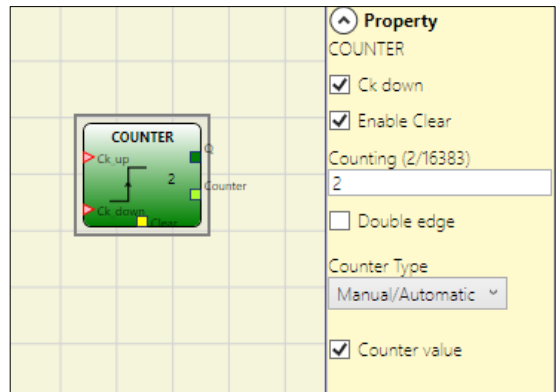 COUNTER
Ck_up
Q
2
Counter
Ck_down
Clear
Property
COUNTER
Ck down
Enable Clear
Counting (2/16383)
2
Double edge
Counter Type
Manual/Automatic
Counter value